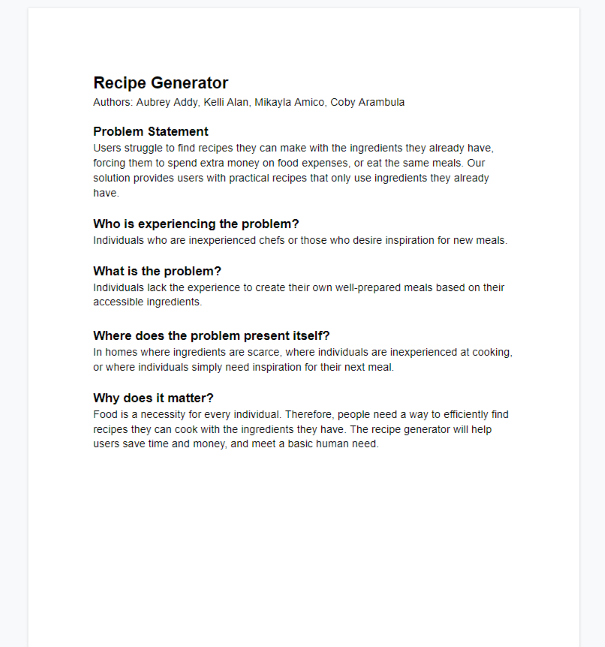 Recipe Generator
Authors: Aubrey Addy, Kelli Alan, Mikayla Amico, Coby Arambula
Problem Statement
Users struggle to find recipes they can make with the ingredients they already have,
forcing them to spend extra money on food expenses, or eat the same meals. Our
solution provides users with practical recipes that only use ingredients they already
have.
Who is experiencing the problem?
Individuals who are inexperienced chefs or those who desire inspiration for new meals.
What is the problem?
Individuals lack the experience to create their own well-prepared meals based on their
accessible ingredients.
Where does the problem present itself?
In homes where ingredients are scarce, where individuals are inexperienced at cooking,
or where individuals simply need inspiration for their next meal.
Why does it matter?
Food is a necessity for every individual. Therefore, people need a way to efficiently find
recipes they can cook with the ingredients they have. The recipe generator will help
users save time and money, and meet a basic human need.